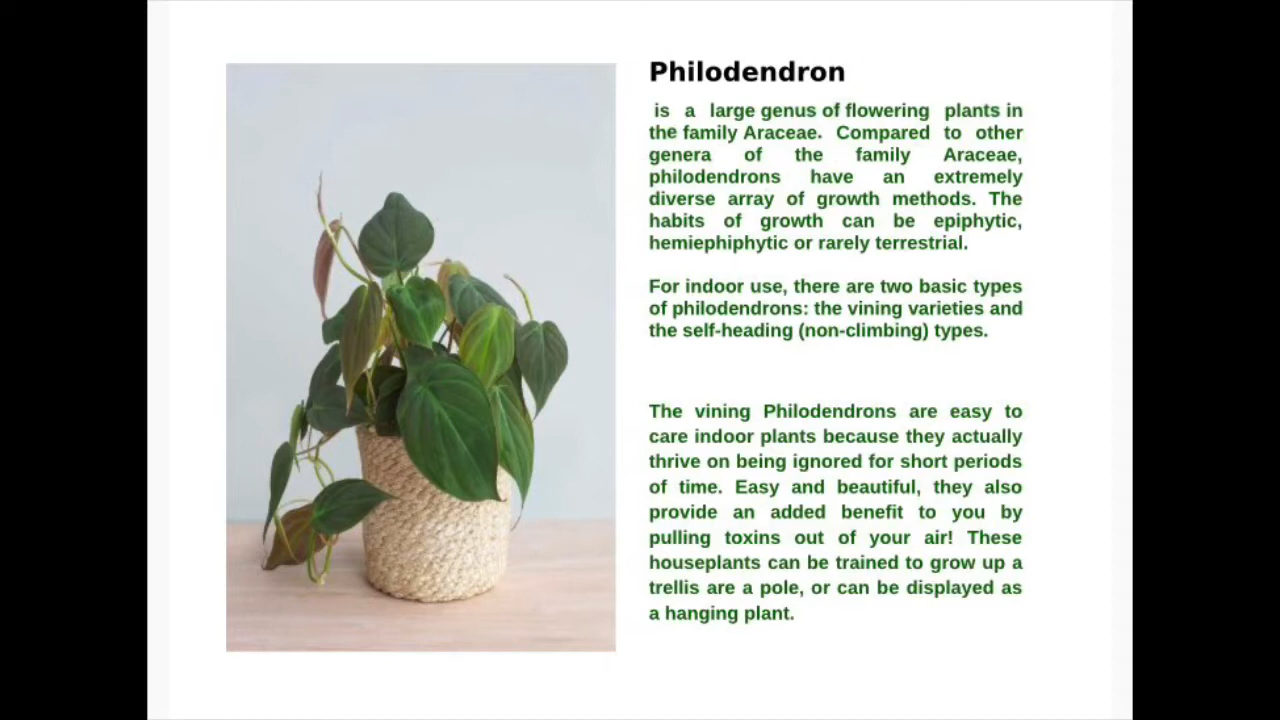 Philodendron
is a large genus of flowering plants in
the family Araceae. Compared to other
genera of the family Araceae,
philodendrons have an extremely
diverse array of growth methods. The
habits of growth can be epiphytic,
hemiephiphytic or rarely terrestrial.
For indoor use, there are two basic types
of philodendrons: the vining varieties and
the self-heading (non-climbing) types.
The vining Philodendrons are easy to
care indoor plants because they actually
thrive on being ignored for short periods
of time. Easy and beautiful, they also
provide an added benefit to you by
pulling toxins out of your air! These
houseplants can be trained to grow up a
trellis are a pole, or can be displayed as
a hanging plant.